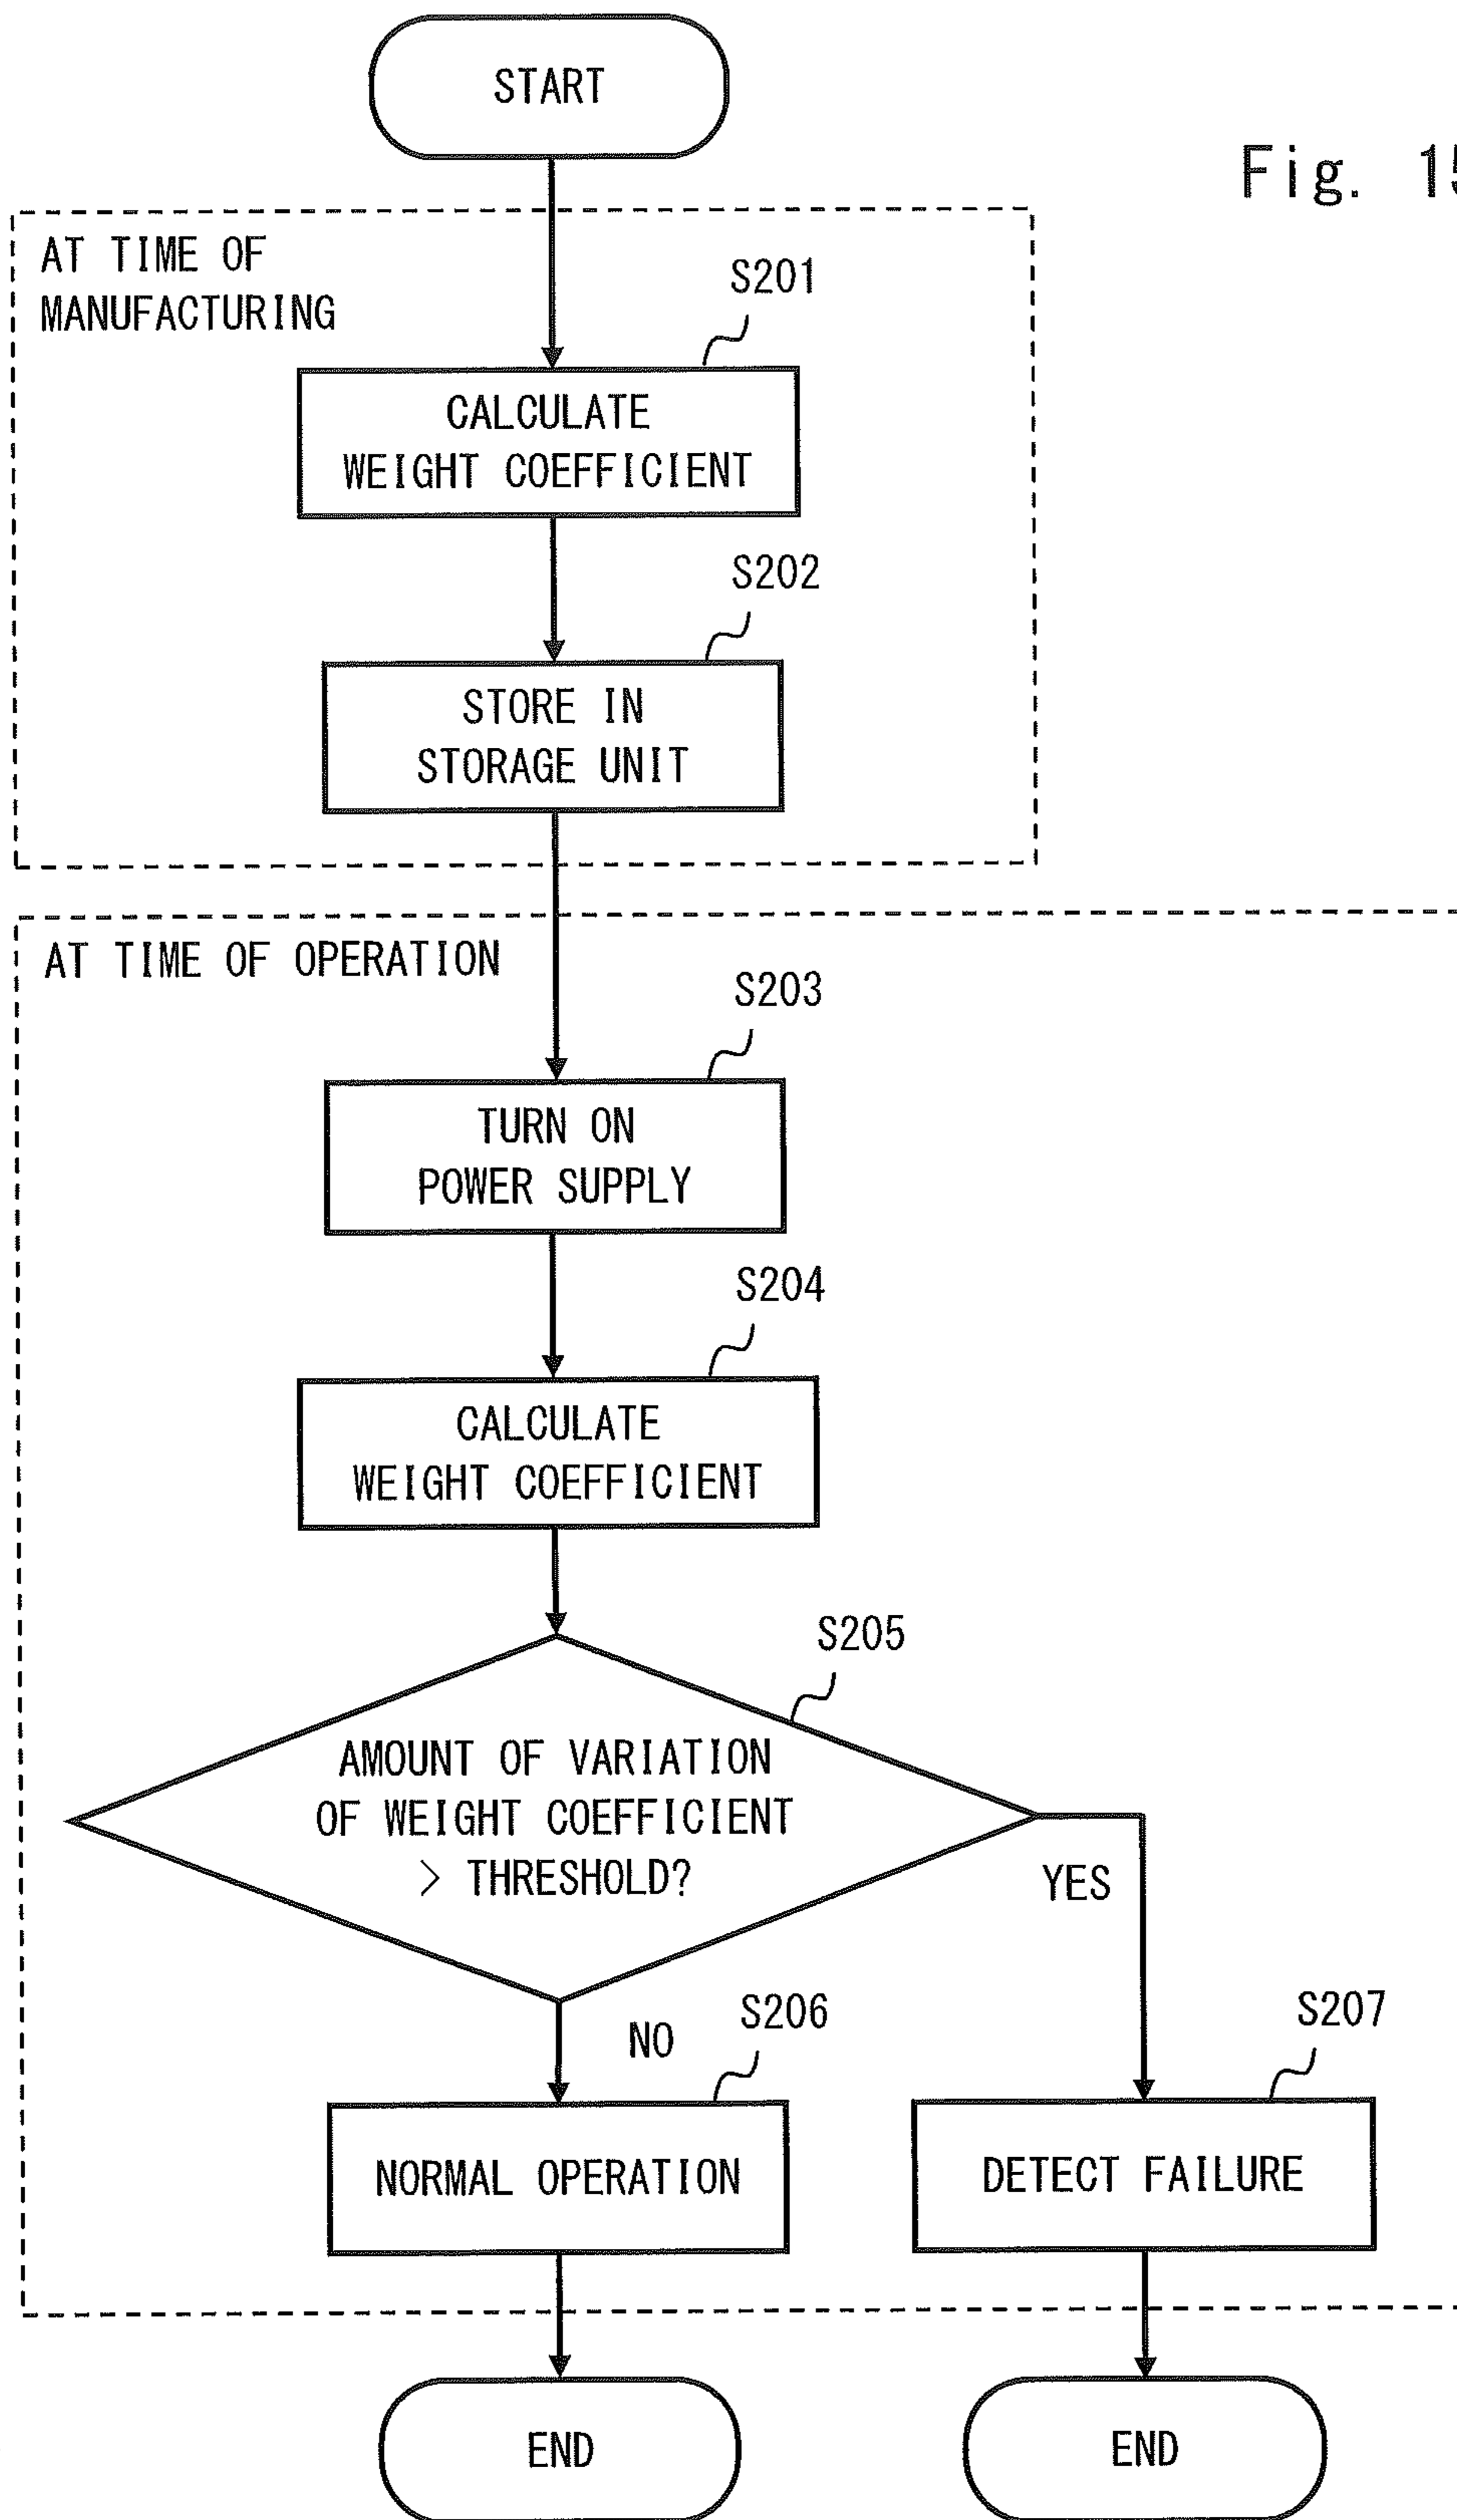 START
Fig. 15
AT TIME OF
MANUFACTURING
S201
CALCULATE
WEIGHT COEFFICIENT
S202
STORE IN
STORAGE UNIT
AT TIME OF OPERATION
S203
TURN ON
POWER SUPPLY
S204
CALCULATE
WEIGHT COEFFICIENT
S205
AMOUNT OF VARIATION
OF WEIGHT COEFFICIENT
> THRESHOLD?
YES
NO
S206
S207
NORMAL OPERATION
DETECT FAILURE
END
END